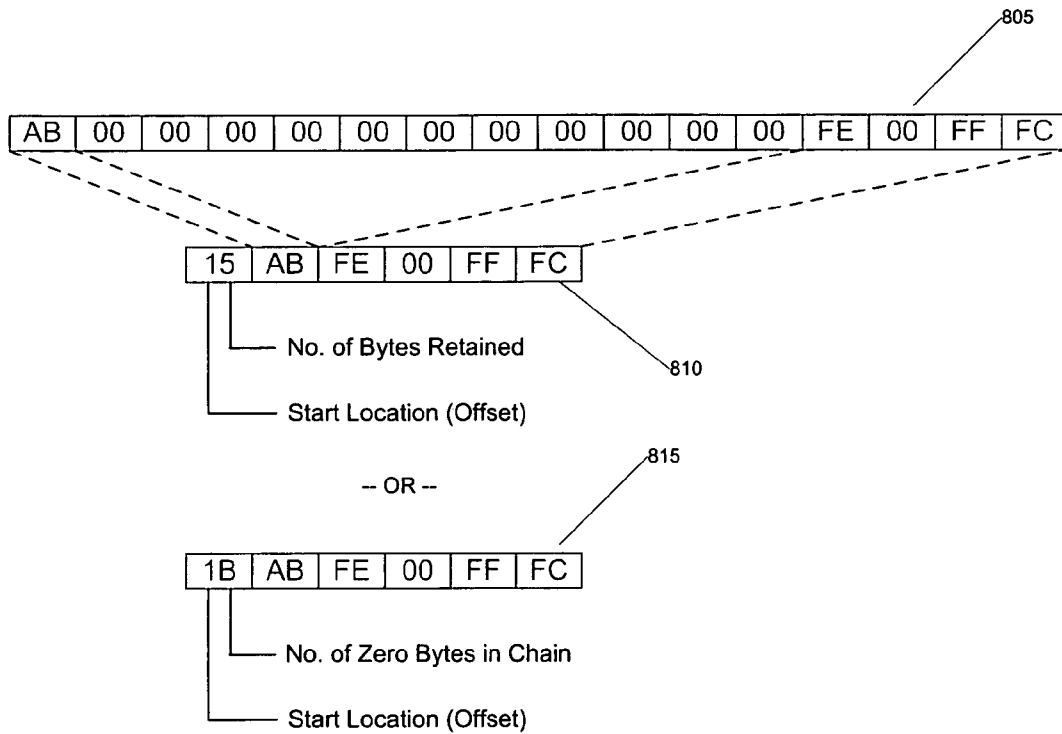 805
AB 00 00 00 00 00 00 00 00 00 00 00 FE 00 FF FC
15 AB FE 00 FF FC
No. of Bytes Retained
810
Start Location (Offset)
815
-- OR --
1B AB FE 00 FF FC
No. of Zero Bytes in Chain
Start Location (Offset)